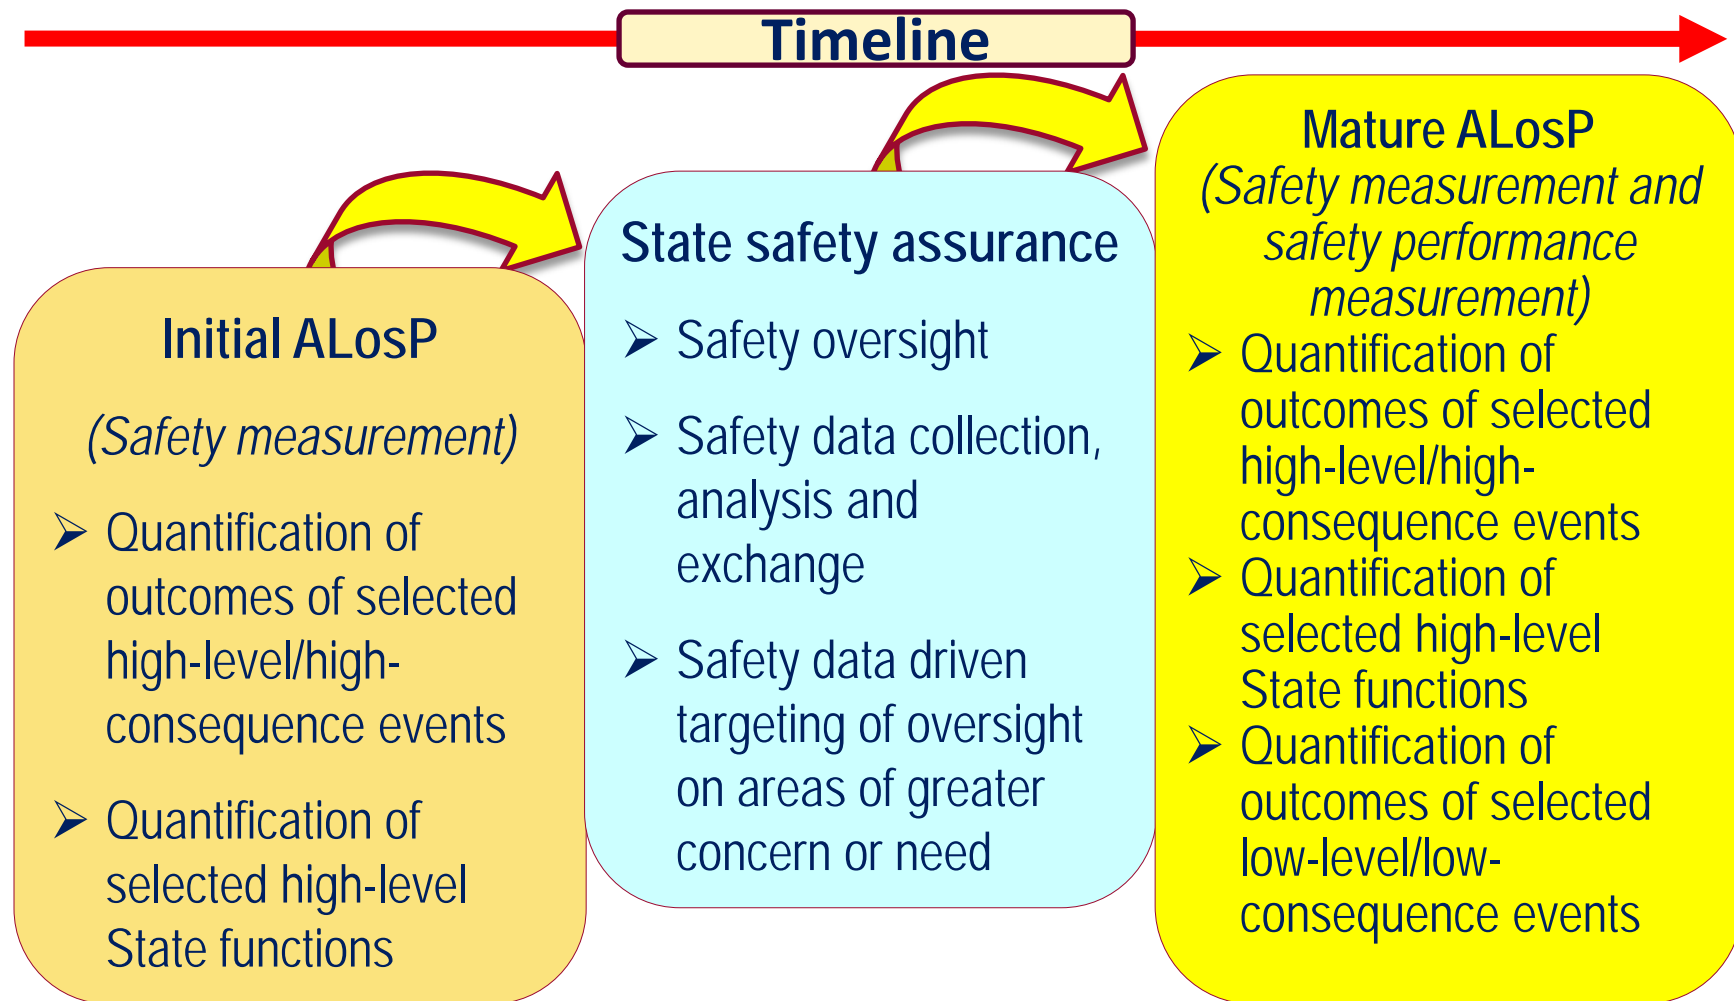 Timeline
Initial ALosP
(Safety measurement)
➢ Quantification of
outcomes of selected
high-level/high-
consequence events
➢ Quantification of
selected high-level
State functions
State safety assurance
➢ Safety oversight
➢ Safety data collection,
analysis and
exchange
➢ Safety data driven
targeting of oversight
on areas of greater
concern or need
Mature ALosP
(Safety measurement and
safety performance
measurement)
➢ Quantification of
outcomes of selected
high-level/high-
consequence events
➢ Quantification of
selected high-level
State functions
➢ Quantification of
outcomes of selected
low-level/low-
consequence events